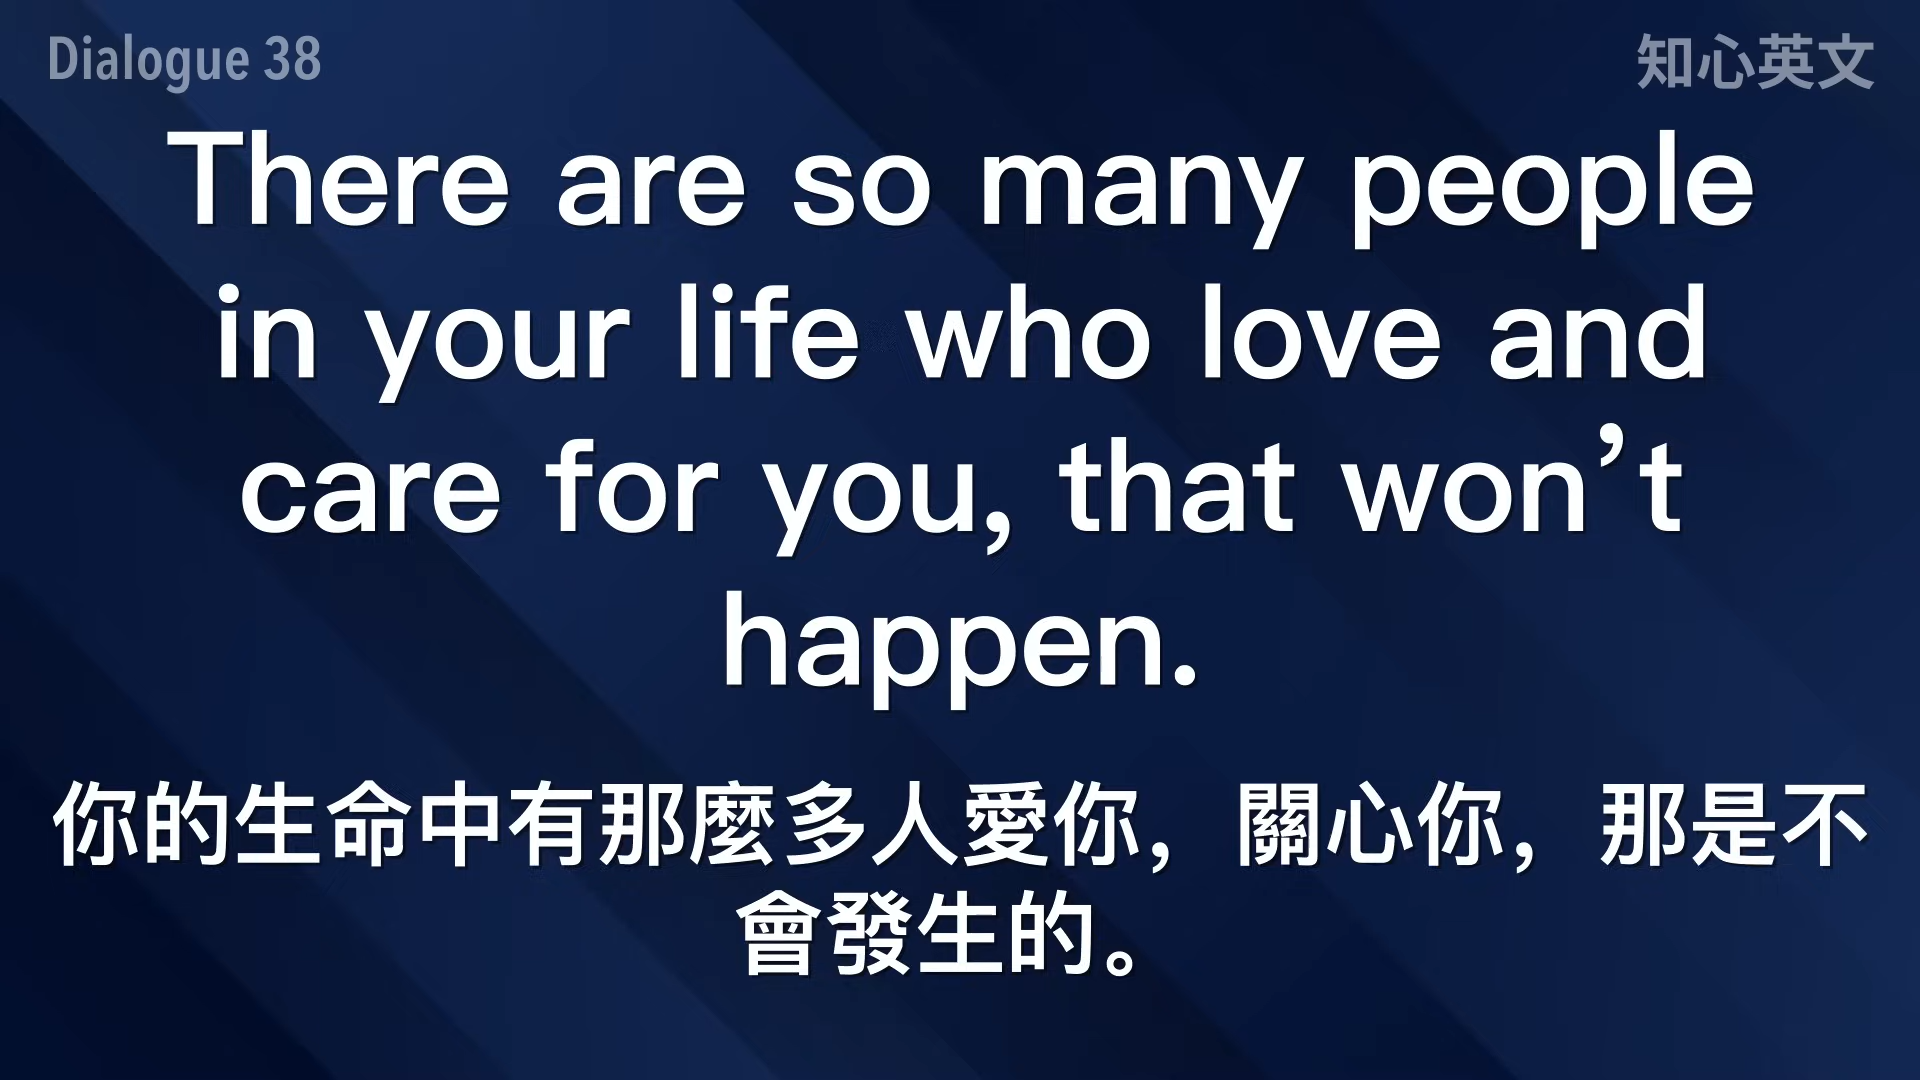 Dialogue 38
知心英文
There are so many people
in your life who love and
care for you, that won’t
happen.
你的生命中有那麼多人愛你，關心你，那是不
會發生的。